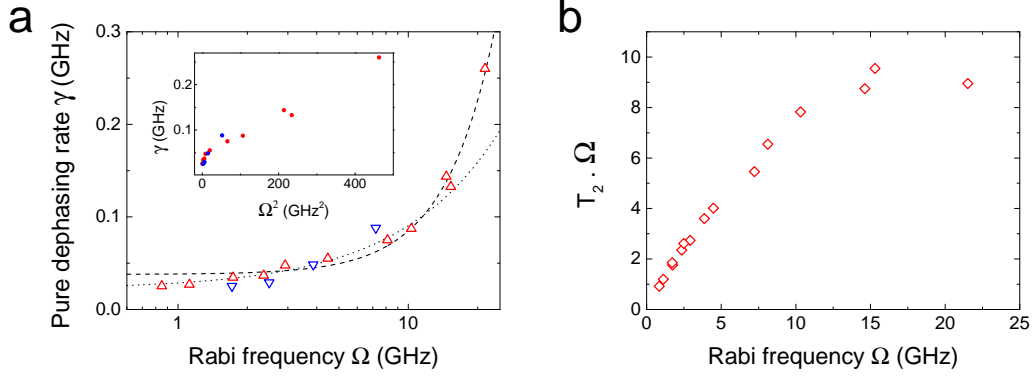 a
Pure dephasing rate γ (GHz)
0.3
0.2
0.1
0.0
1
10
Rabi frequency Ω (GHz)
γ (GHz)
0.2
0.1
0
200
400
Ω² (GHz²)
b
T₂ . Ω
10
8
6
4
2
0
0
5
10
15
20
25
Rabi frequency Ω (GHz)